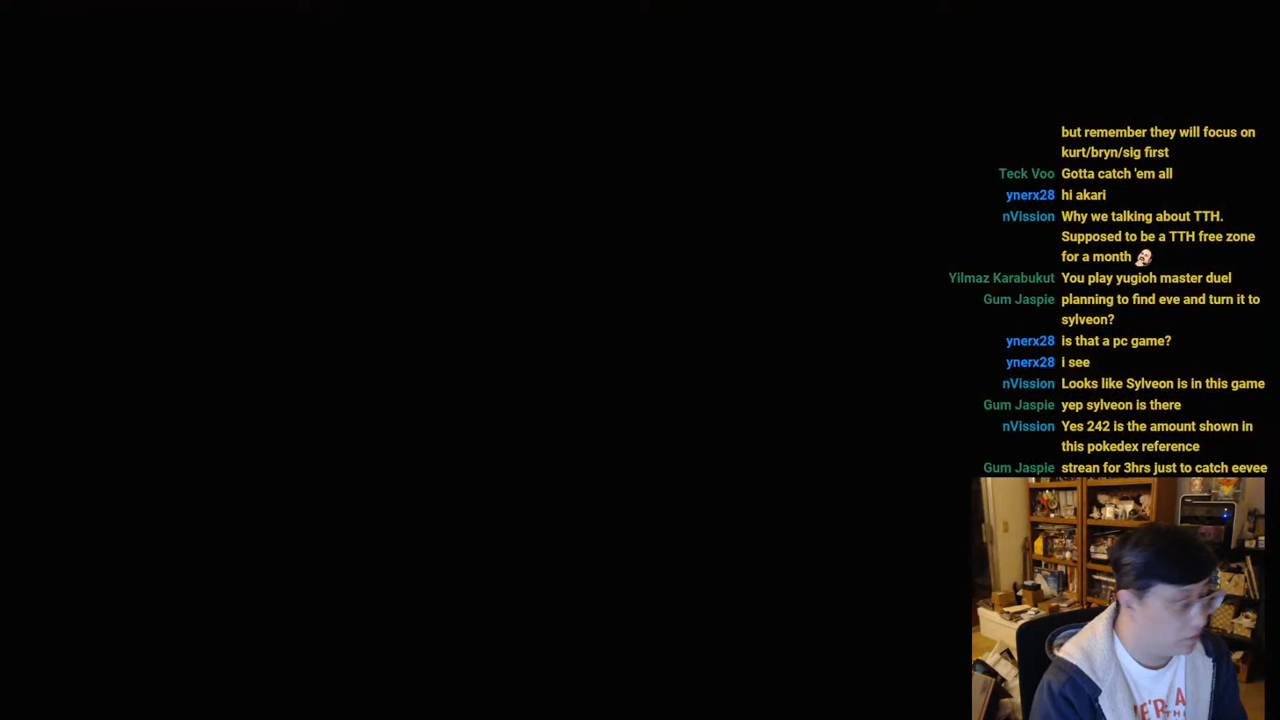 but remember they will focus on
kurt/bryn/sig first
Teck Voo Gotta catch 'em all
ynerx28 hi akari
nVission Why we talking about TTH.
Supposed to be a TTH free zone
for a month
Yilmaz Karabukut You play yugioh master duel
Gum Jaspie planning to find eve and turn it to
sylveon?
ynerx28 is that a pc game?
ynerx28 i see
nVission Looks like Sylveon is in this game
Gum Jaspie yep sylveon is there
nVission Yes 242 is the amount shown in
this pokedex reference
Gum Jaspie strean for 3hrs just to catch eevee